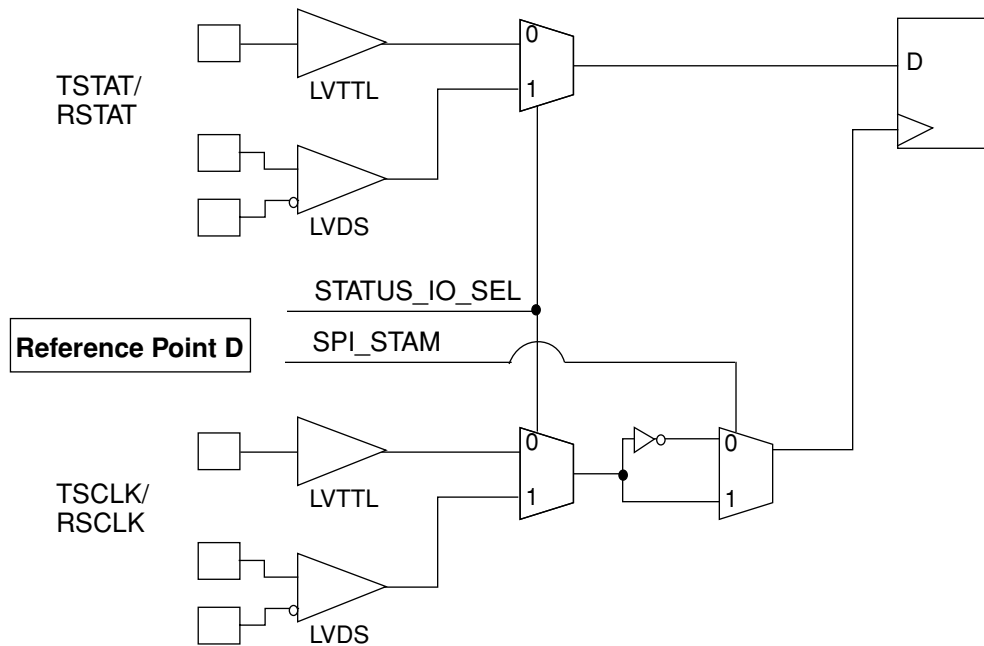 0
D
TSTAT/
RSTAT
LVTTL
1
LVDS
STATUS_IO_SEL
Reference Point D
SPI_STAM
0
0
TSCLK/
RSCLK
LVTTL
1
1
LVDS